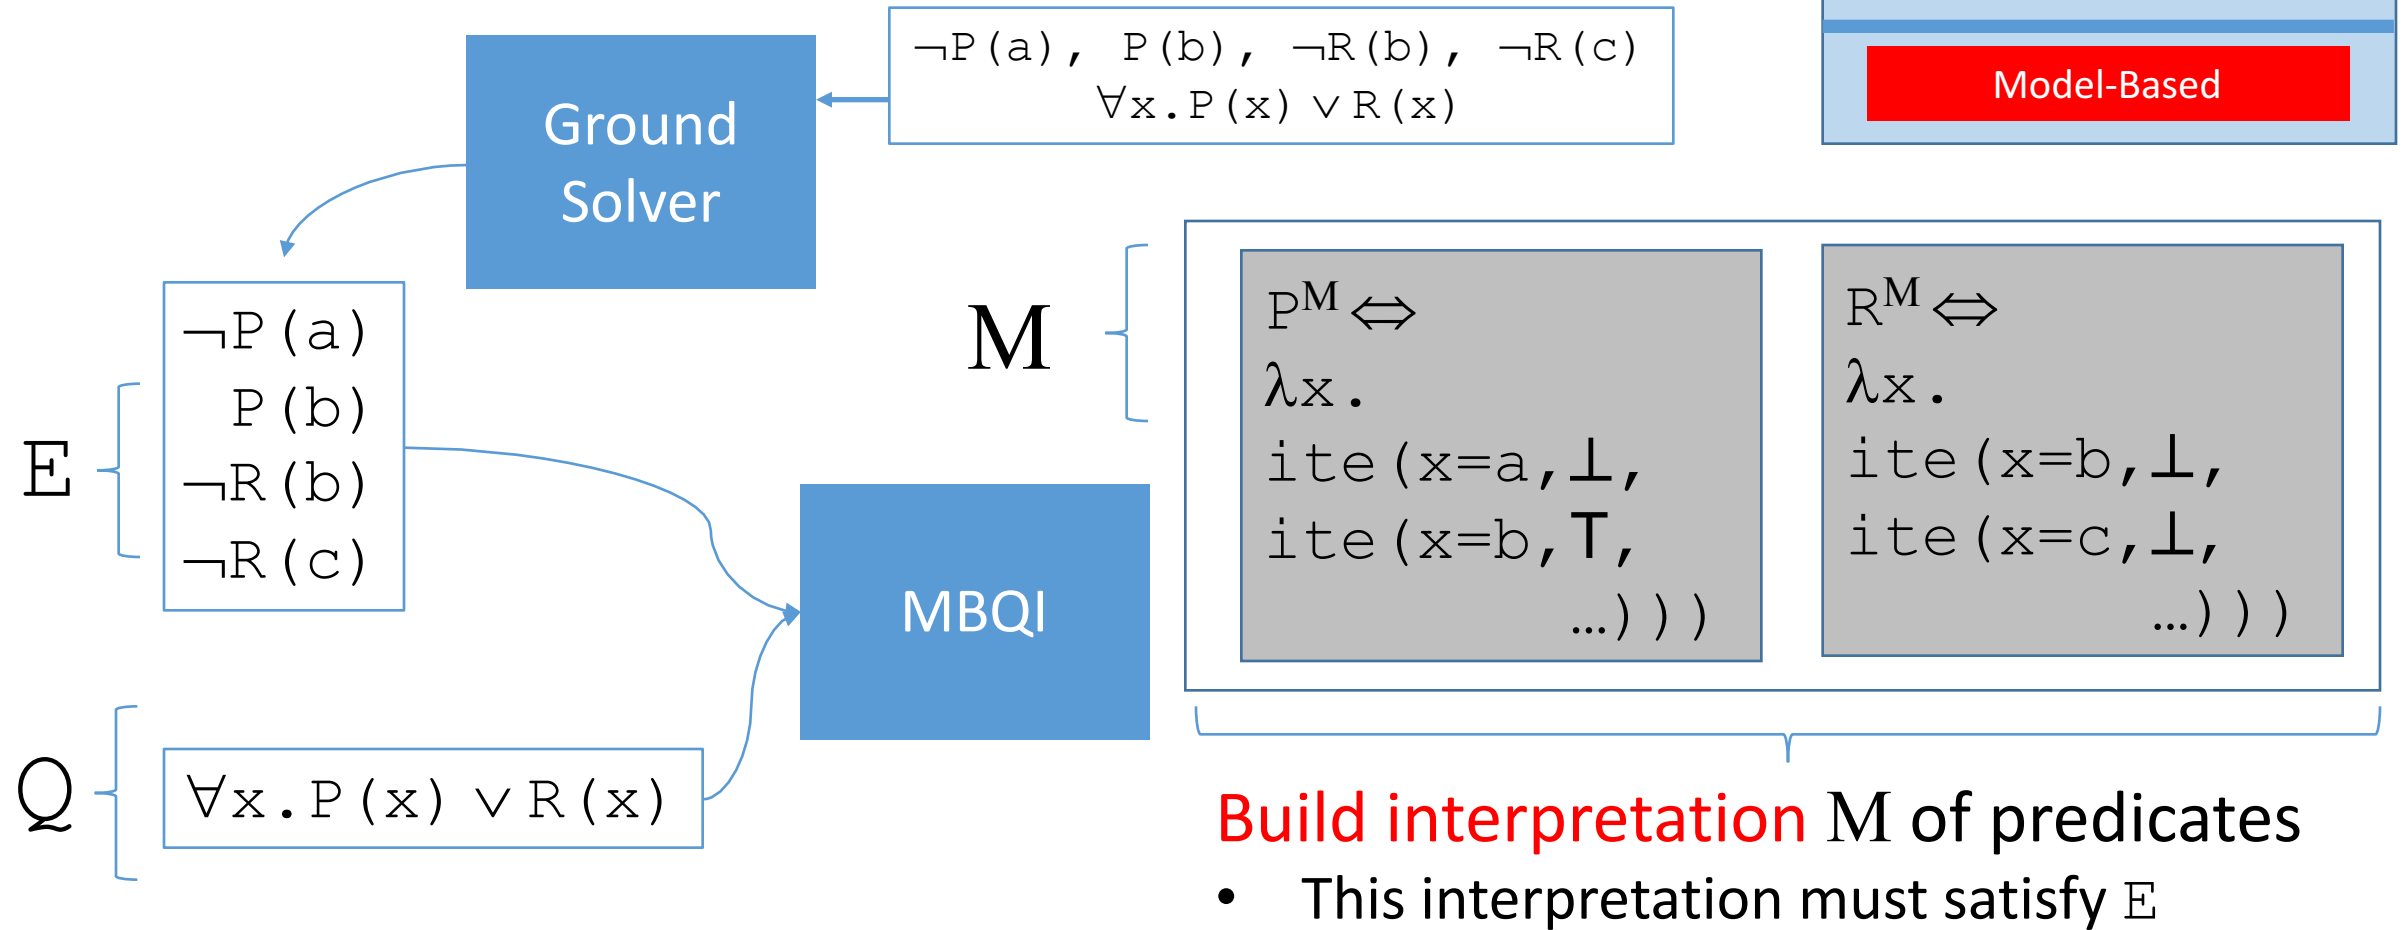 ¬P(a), P(b), ¬R(b), ¬R(c)
∀x.P(x)∨R(x)
Model-Based
Ground
Solver
E
¬P(a)
P(b)
¬R(b)
¬R(c)
MBQI
Q
∀x.P(x)∨R(x)
M
P^M ⇔
λx.
ite(x=a,⊥,
ite(x=b,⊤,
…)))
R^M ⇔
λx.
ite(x=b,⊥,
ite(x=c,⊥,
…)))
Build interpretation M of predicates
• This interpretation must satisfy E